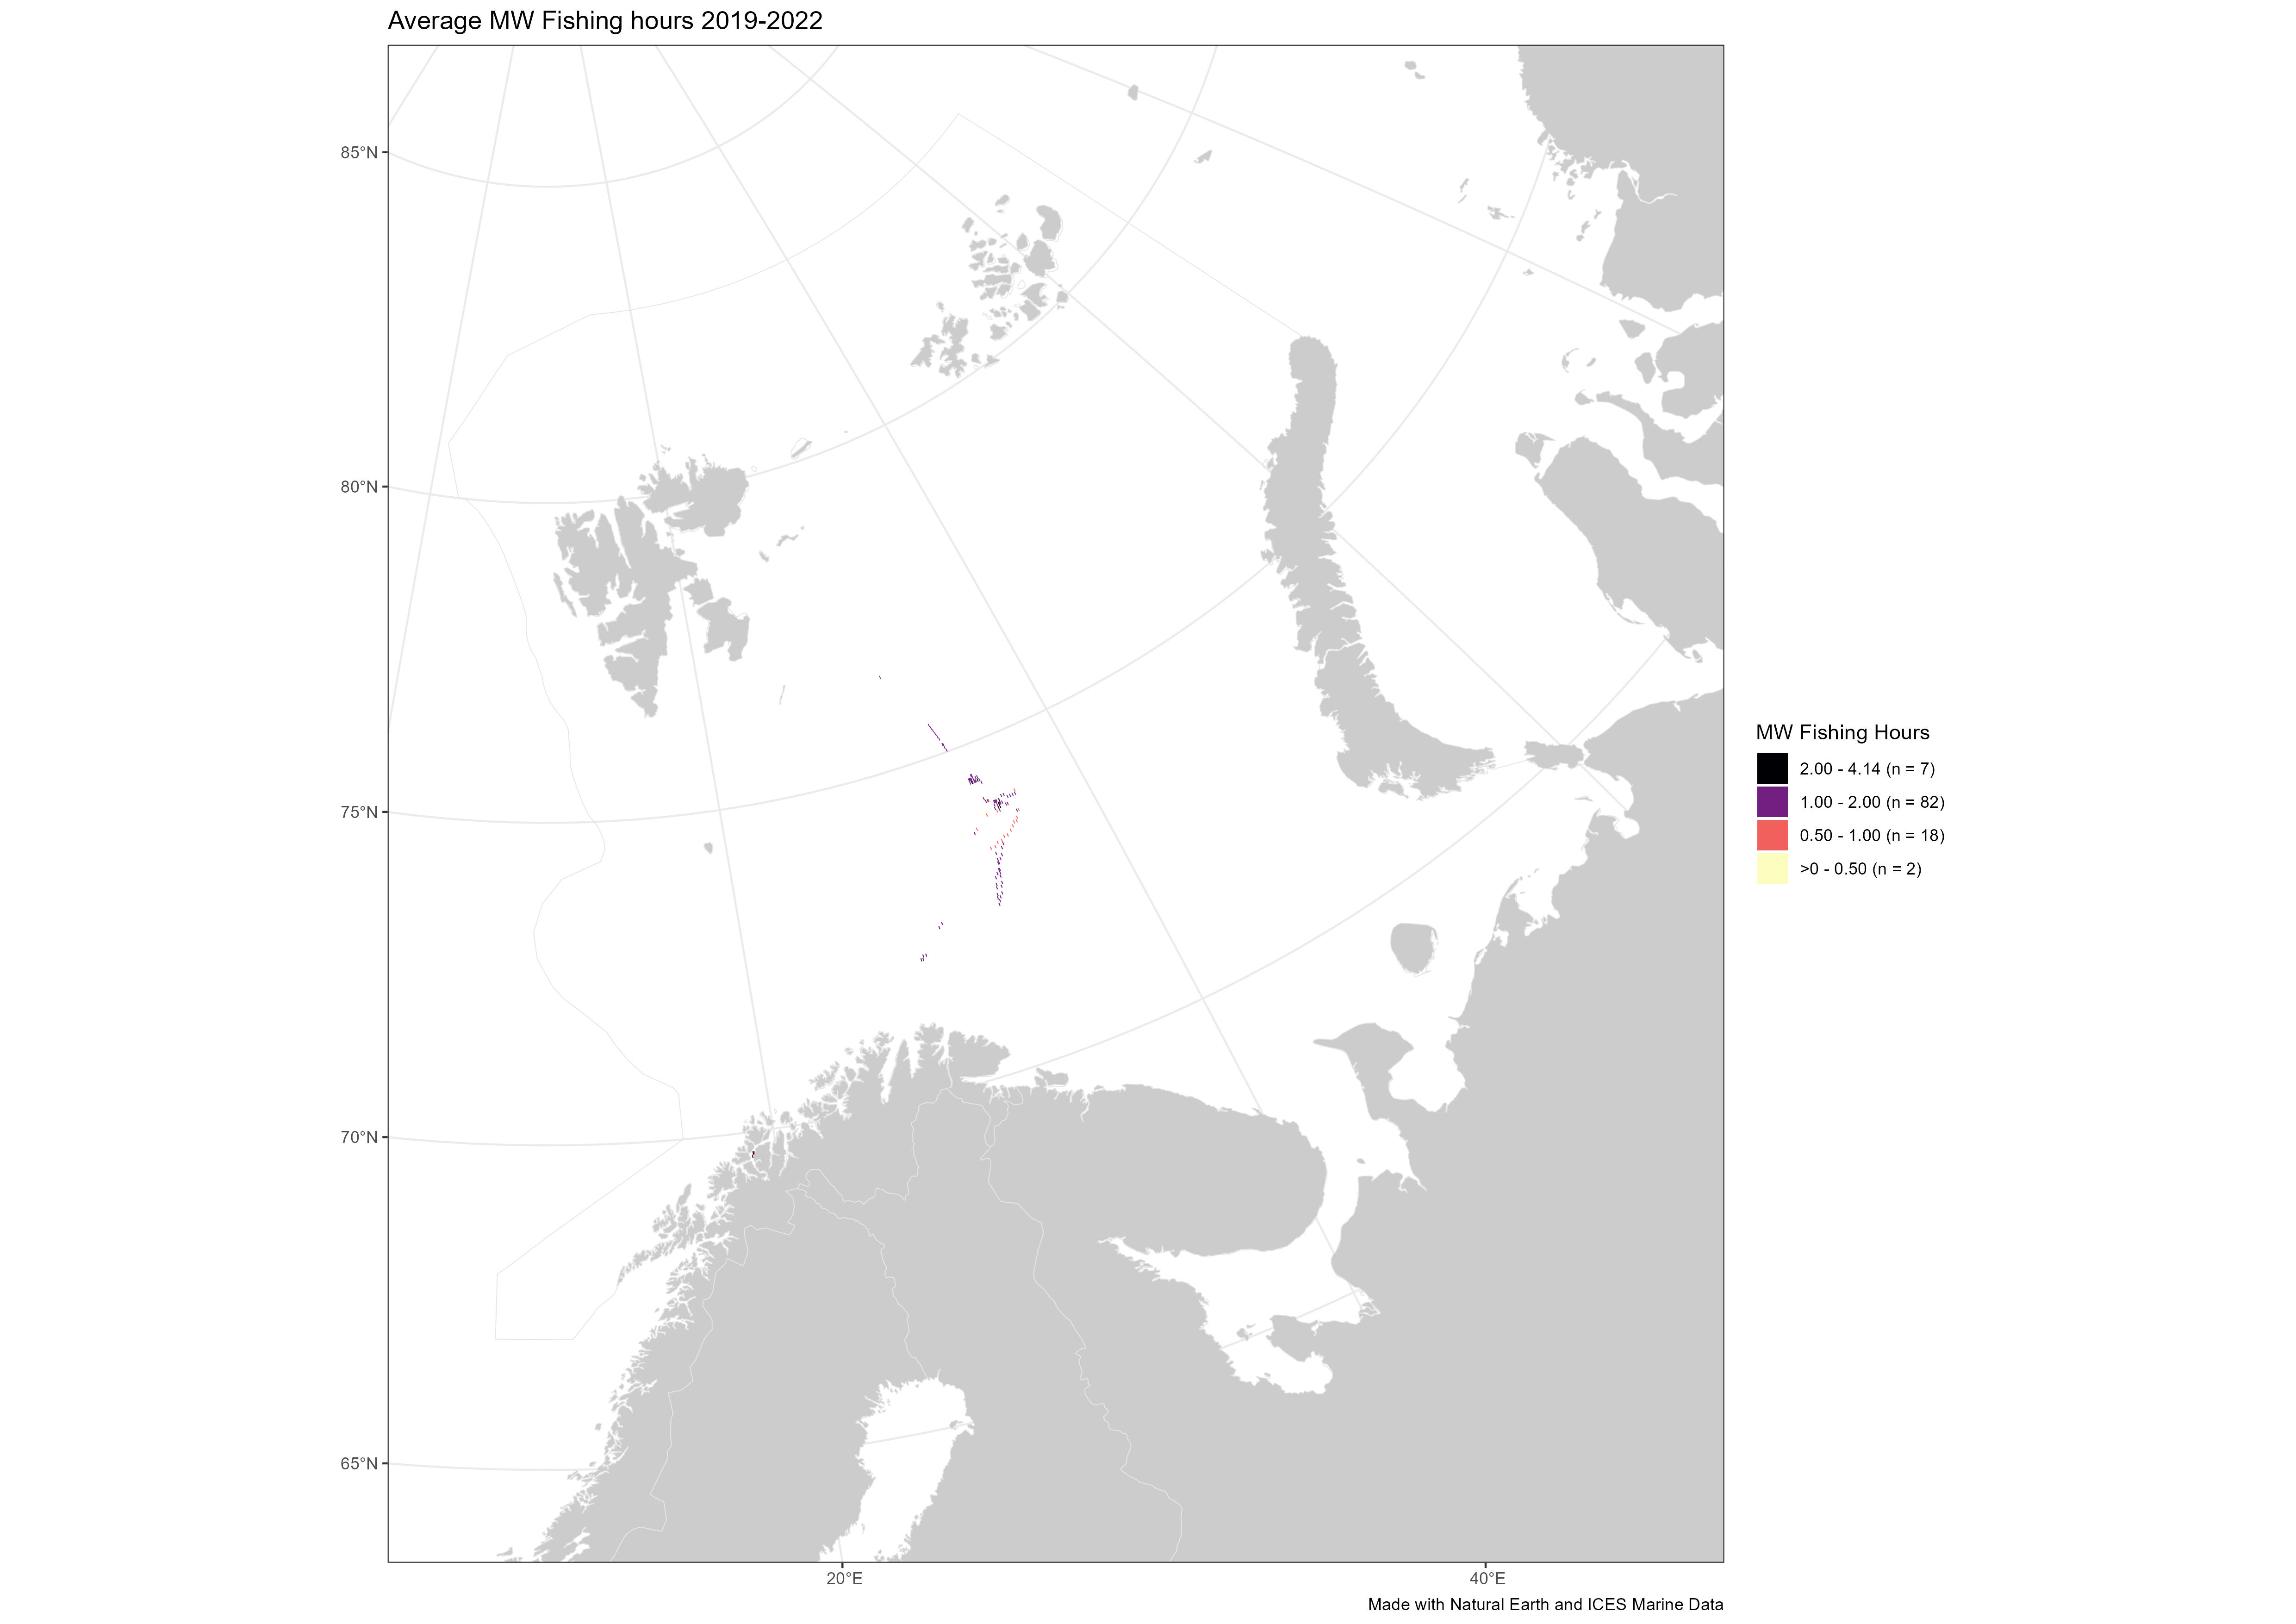 Average MW Fishing hours 2019-2022
85°N
80°N
75°N
70°N
65°N
20°E
40°E
MW Fishing Hours
2.00 - 4.14 (n = 7)
1.00 - 2.00 (n = 82)
0.50 - 1.00 (n = 18)
>0 - 0.50 (n = 2)
Made with Natural Earth and ICES Marine Data